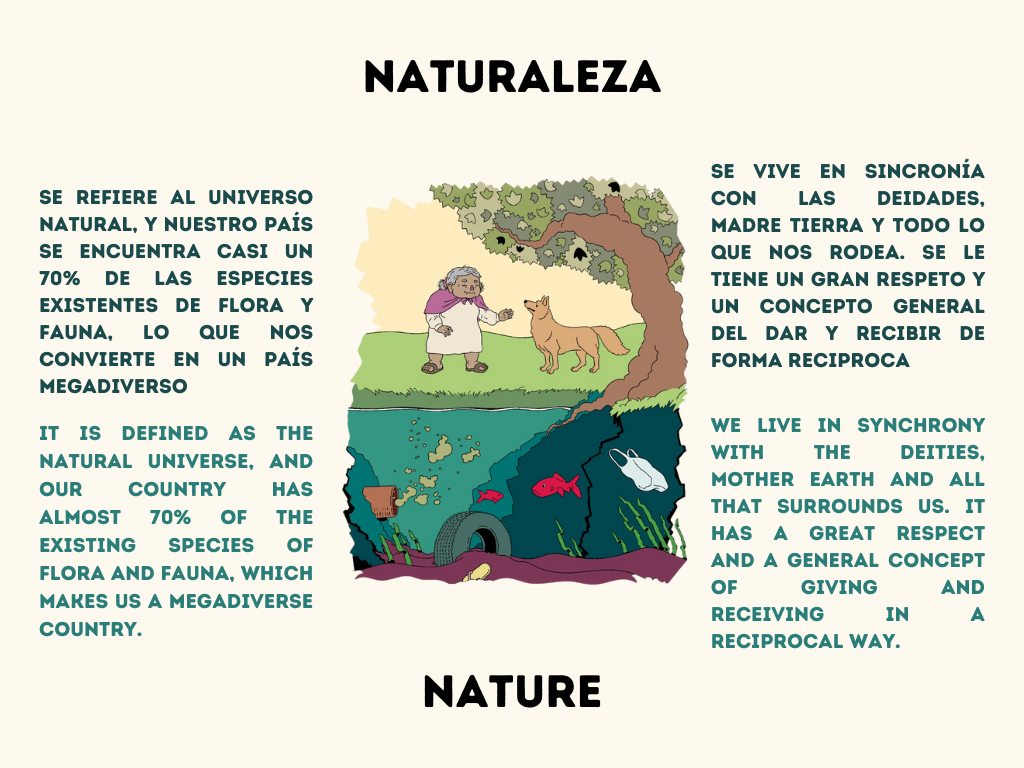 NATURALEZA
SE REFIERE AL UNIVERSO
NATURAL, Y NUESTRO PAÍS
SE ENCUENTRA CASI UN
70% DE LAS ESPECIES
EXISTENTES DE FLORA Y
FAUNA, LO QUE NOS
CONVIERTE EN UN PAÍS
MEGADIVERSO
IT IS DEFINED AS THE
NATURAL UNIVERSE, AND
OUR COUNTRY HAS
ALMOST 70% OF THE
EXISTING SPECIES OF
FLORA AND FAUNA, WHICH
MAKES US A MEGADIVERSE
COUNTRY.
SE VIVE EN SINCRONÍA
CON LAS DEIDADES,
MADRE TIERRA Y TODO LO
QUE NOS RODEA. SE LE
TIENE UN GRAN RESPETO Y
UN CONCEPTO GENERAL
DEL DAR Y RECIBIR DE
FORMA RECIPROCA
WE LIVE IN SYNCHRONY
WITH THE DEITIES,
MOTHER EARTH AND ALL
THAT SURROUNDS US. IT
HAS A GREAT RESPECT
AND A GENERAL CONCEPT
OF GIVING AND
RECEIVING IN A
RECIPROCAL WAY.
NATURE